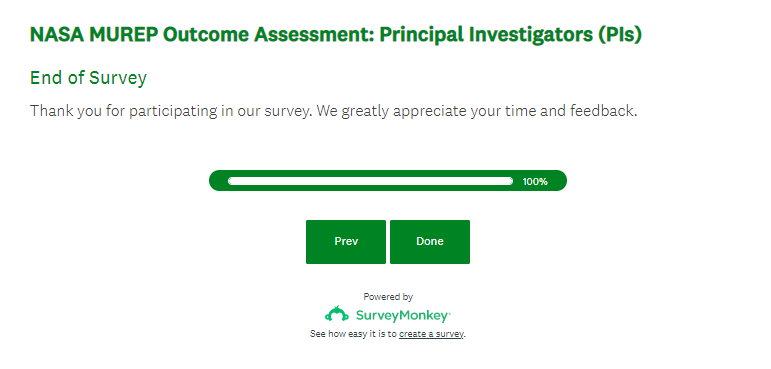 NASA MUREP Outcome Assessment: Principal Investigators (PIs)
End of Survey
Thank you for participating in our survey. We greatly appreciate your time and feedback.
100%
Prev Done
Powered by
SurveyMonkey
See how easy it is to create a survey.